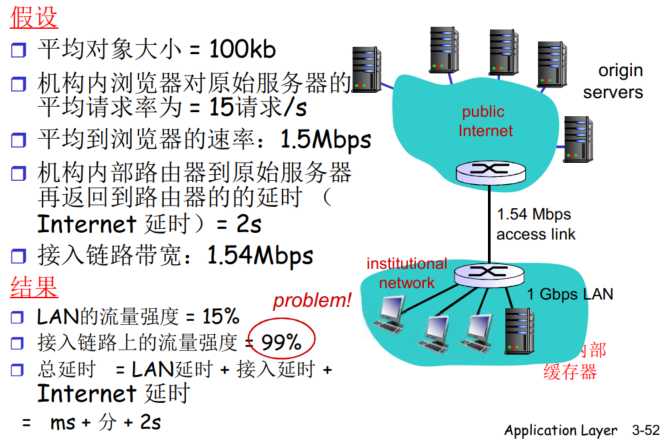 假设
平均对象大小 = 100kb
机构内浏览器对原始服务器的
平均请求率为 = 15请求/s
平均到浏览器的速率：1.5Mbps
机构内部路由器到原始服务器
再返回到路由器的的延时 （
Internet 延时）= 2s
接入链路带宽：1.54Mbps
结果
LAN的流量强度 = 15%
接入链路上的流量强度 = 99%
总延时 = LAN延时 + 接入延时 +
Internet 延时
= ms + 分 + 2s
problem!
origin
servers
public
Internet
1.54 Mbps
access link
institutional
network
1 Gbps LAN
内部
缓存器
Application Layer 3-52